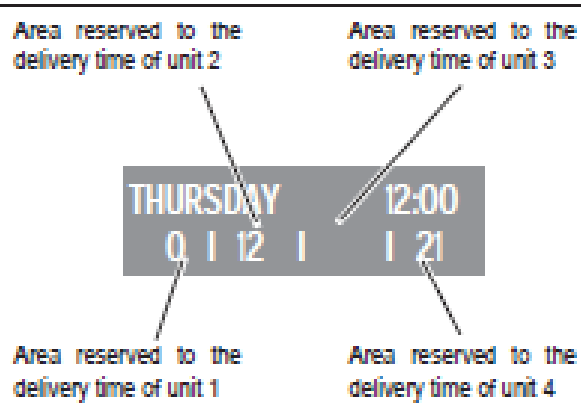 Area reserved to the
delivery time of unit 2
Area reserved to the
delivery time of unit 3
THURSDAY 12:00
0 | 12 | | 21
Area reserved to the
delivery time of unit 1
Area reserved to the
delivery time of unit 4